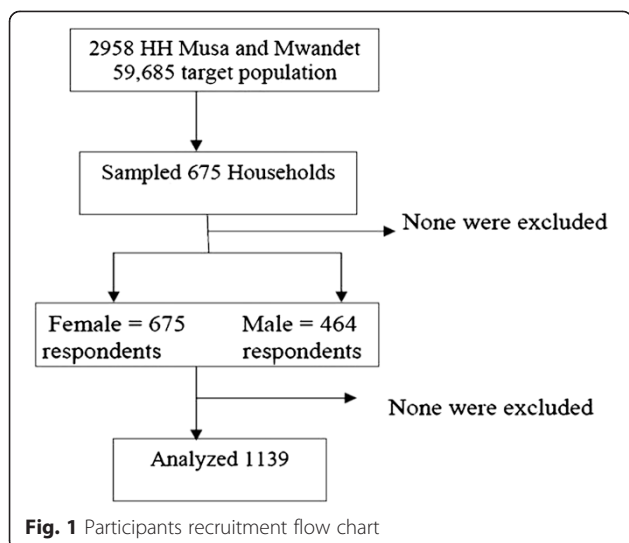 2958 HH Musa and Mwandet
59,685 target population
Sampled 675 Households
None were excluded
Female = 675 Male = 464
respondents respondents
None were excluded
Analyzed 1139
Fig. 1 Participants recruitment flow chart